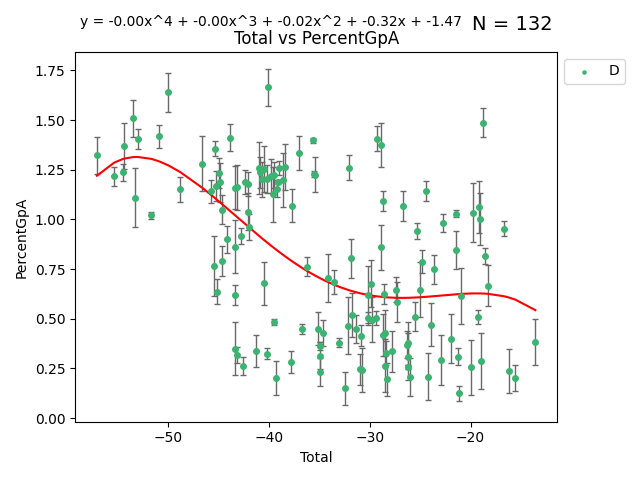 y = -0.00x^4 + -0.00x^3 + -0.02x^2 + -0.32x + -1.47 N = 132
Total vs PercentGpA
D
PercentGpA
1.75
1.50
1.25
1.00
0.75
0.50
0.25
0.00
−50 −40 −30 −20
Total